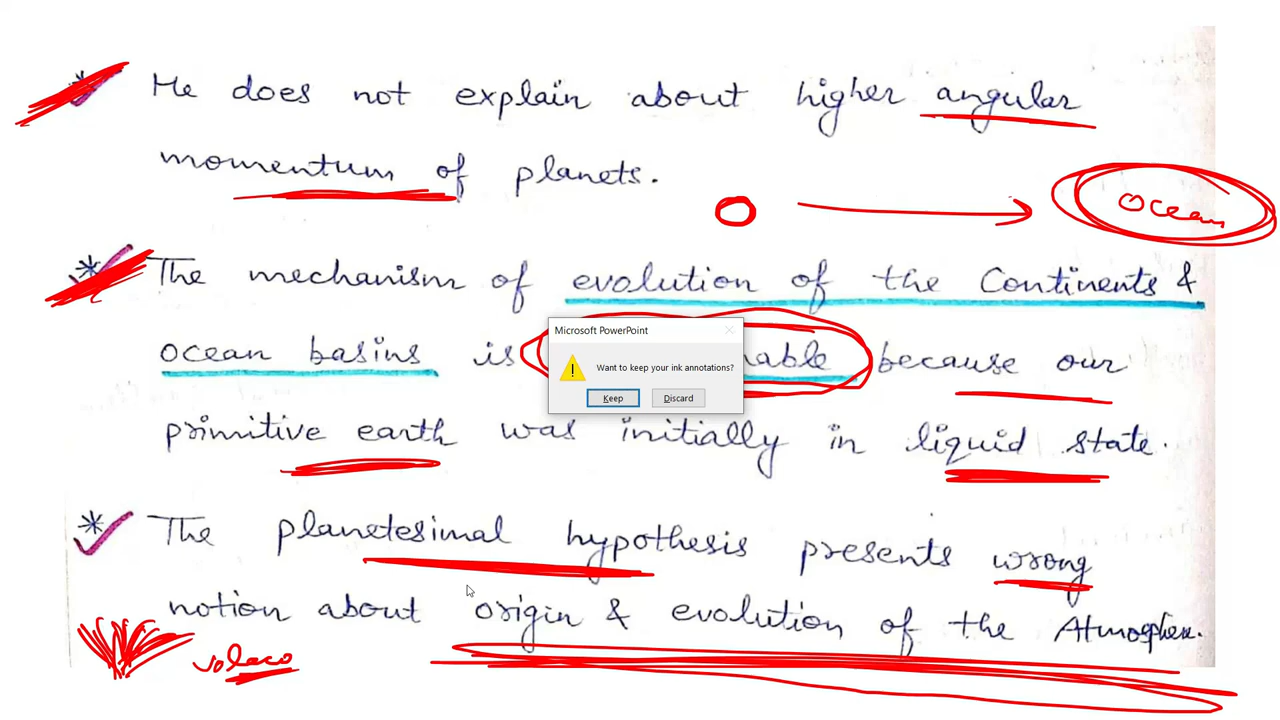 * He does not explain about higher angular
momentum of planets.
ocean
* The mechanism of evolution of the Continents &
ocean basins is nable because our
Microsoft PowerPoint
Want to keep your ink annotations?
Keep Discard
primitive earth was initially in liquid state.
* The planetesimal hypothesis presents wrong
notion about origin & evolution of the Atmosphere.